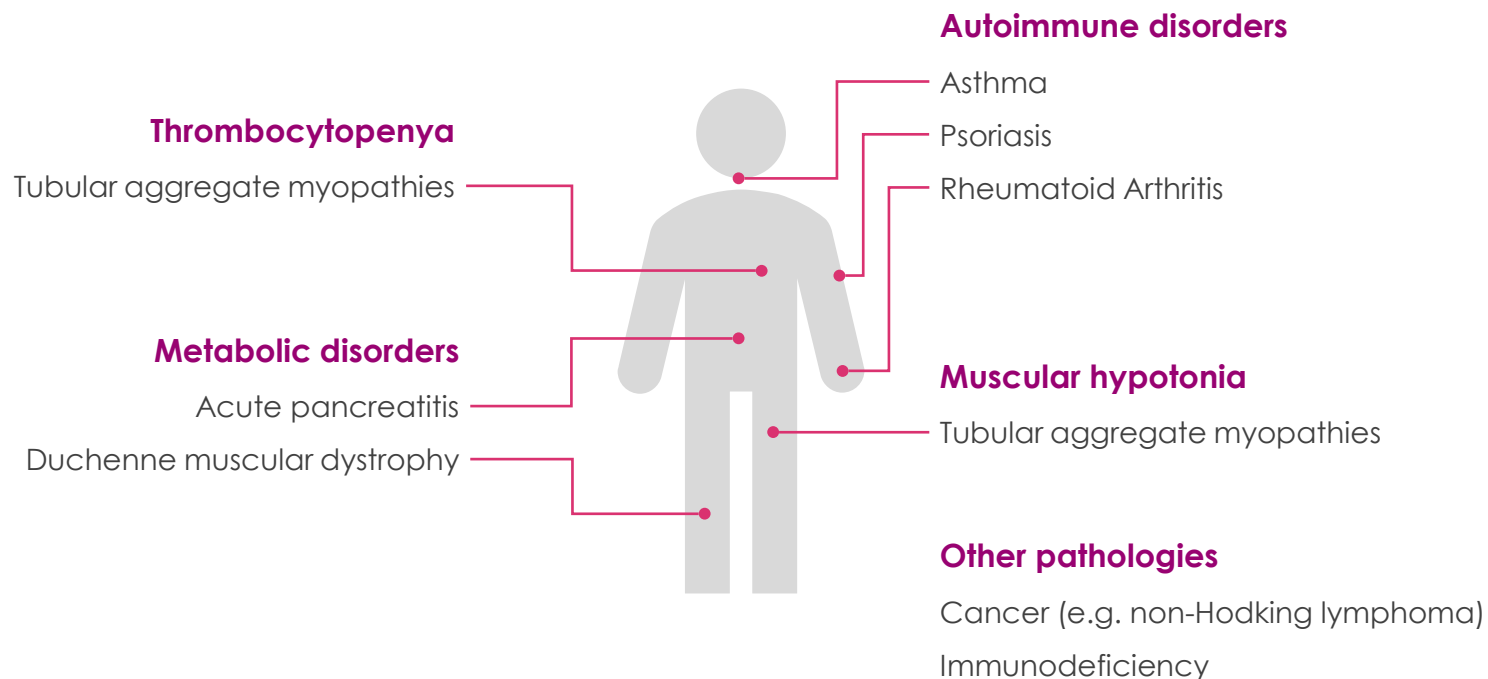 Thrombocytopenya
Tubular aggregate myopathies
Metabolic disorders
Acute pancreatitis
Duchenne muscular dystrophy
Autoimmune disorders
Asthma
Psoriasis
Rheumatoid Arthritis
Muscular hypotonia
Tubular aggregate myopathies
Other pathologies
Cancer (e.g. non-Hodking lymphoma)
Immunodeficiency